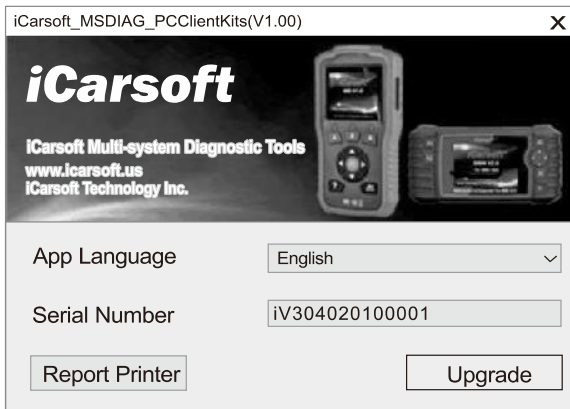 iCarsoft_MSDIAG_PCClientKits(V1.00) X
iCarsoft
iCarsoft Multi-system Diagnostic Tools
www.icarsoft.us
iCarsoft Technology Inc.
App Language English
Serial Number iV304020100001
Report Printer Upgrade